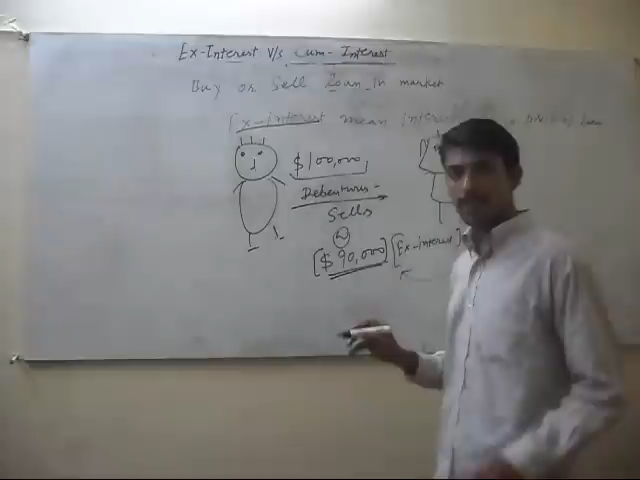 Ex-Interest V/s Cum-Interest
Buy or Sell Loan in market
Ex-interest mean inter
$100,000
Debentures
Sells
[$ 90,000] [Ex-interest]